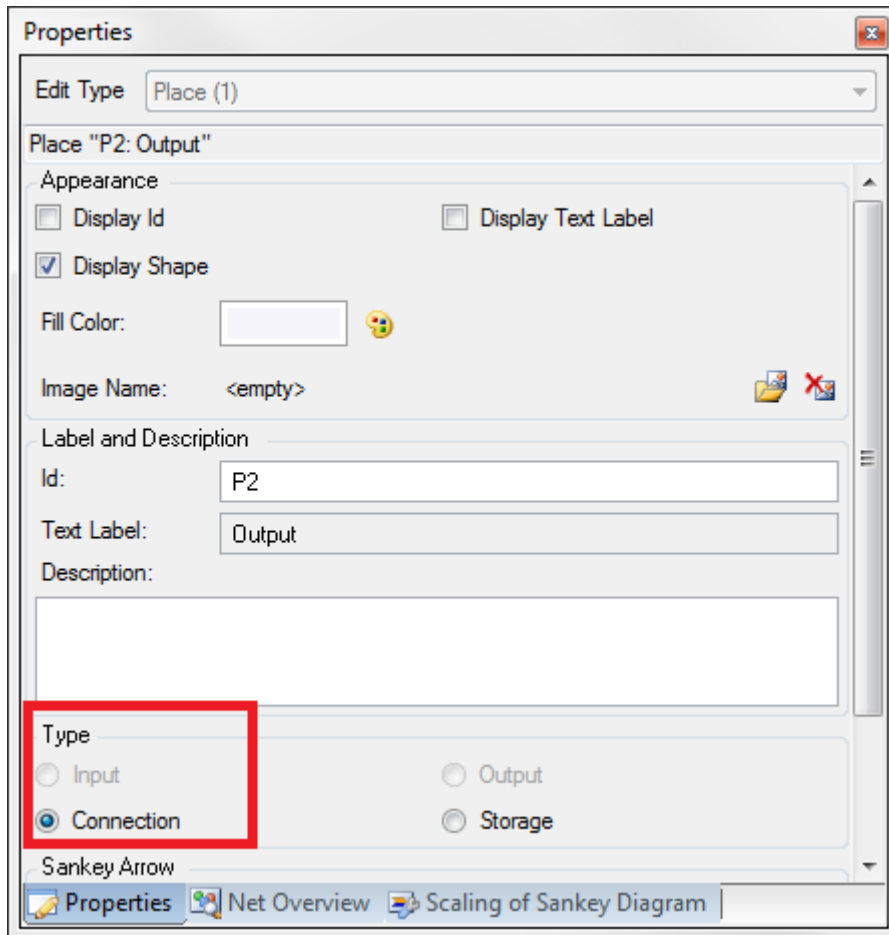 Properties
Edit Type Place (1)
Place "P2: Output"
Appearance
Display Id Display Text Label
Display Shape
Fill Color:
Image Name: <empty>
Label and Description
Id: P2
Text Label: Output
Description:
Type
Input Output
Connection Storage
Sankey Arrow
Properties Net Overview Scaling of Sankey Diagram